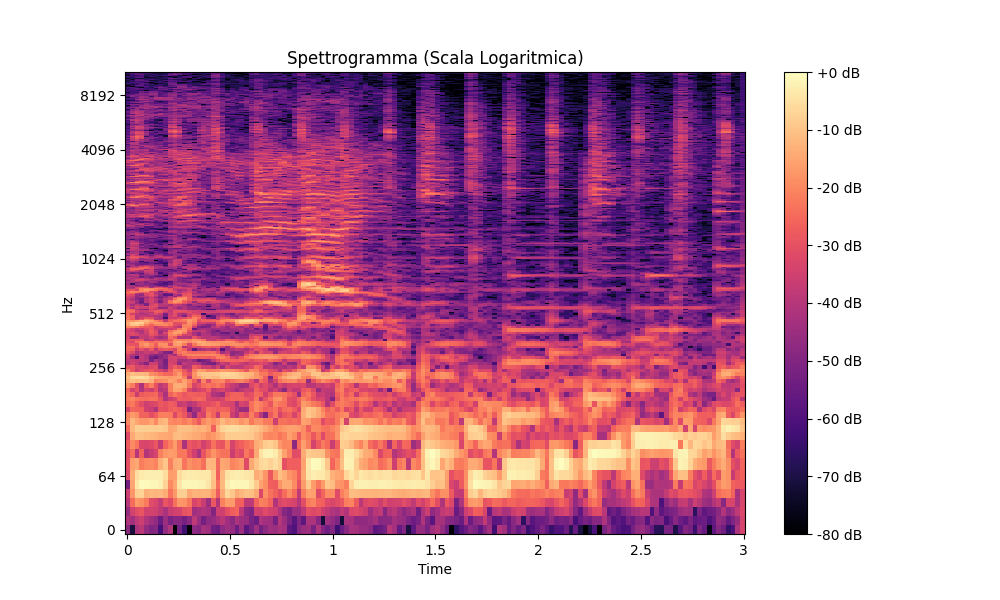 Spettrogramma (Scala Logaritmica)
Hz
8192
4096
2048
1024
512
256
128
64
0
0
0.5
1
1.5
2
2.5
3
Time
+0 dB
-10 dB
-20 dB
-30 dB
-40 dB
-50 dB
-60 dB
-70 dB
-80 dB